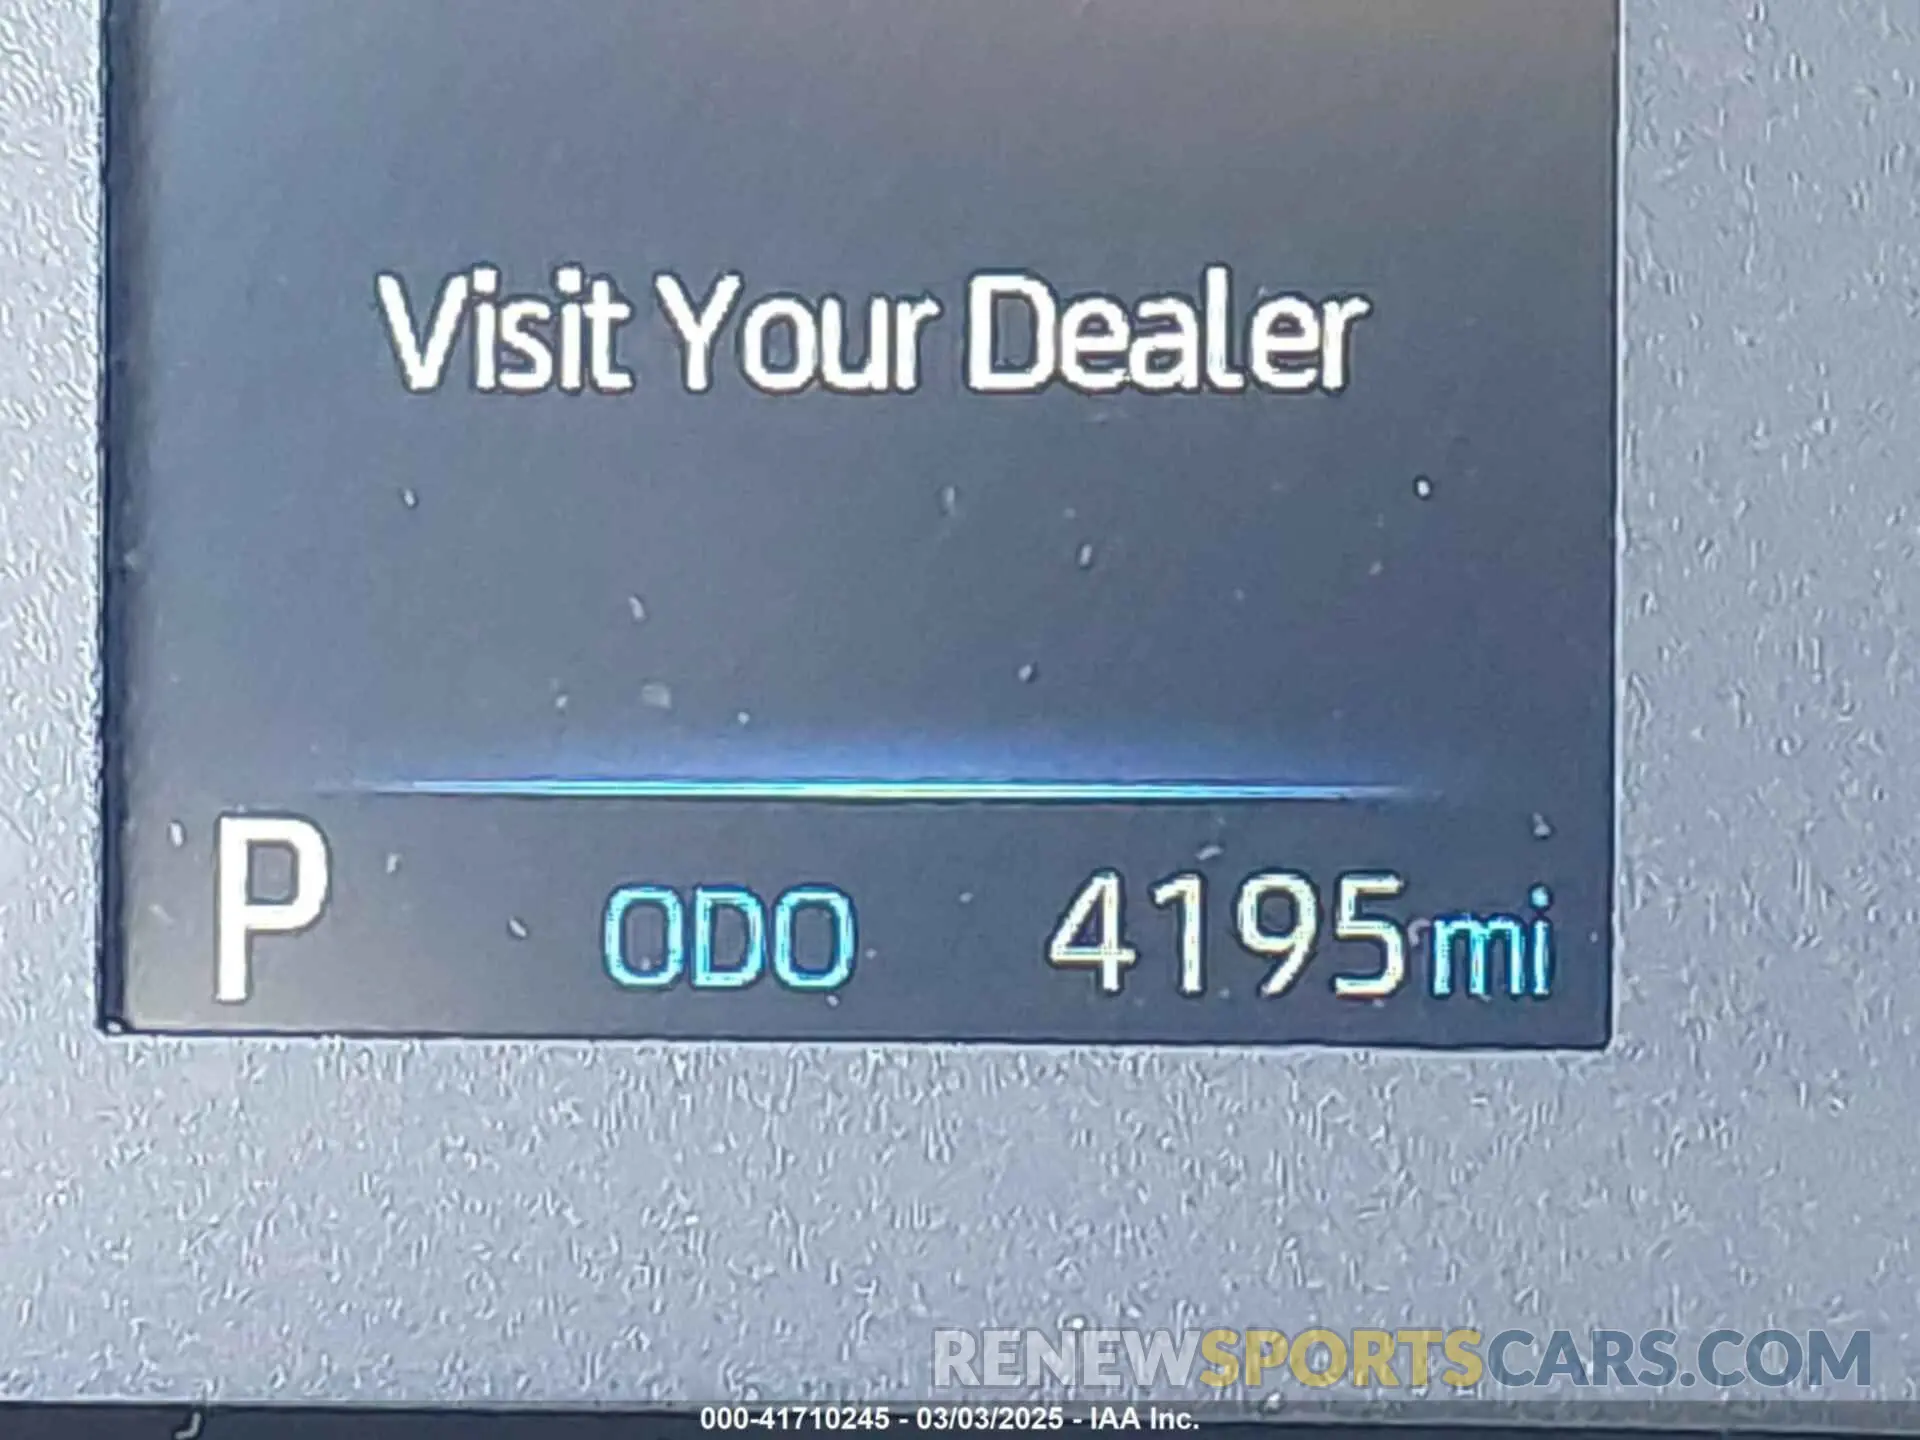 Visit Your Dealer
P ODO 4195mi
RENEWSPORTSCARS.COM
000-41710245 - 03/03/2025 - IAA Inc.